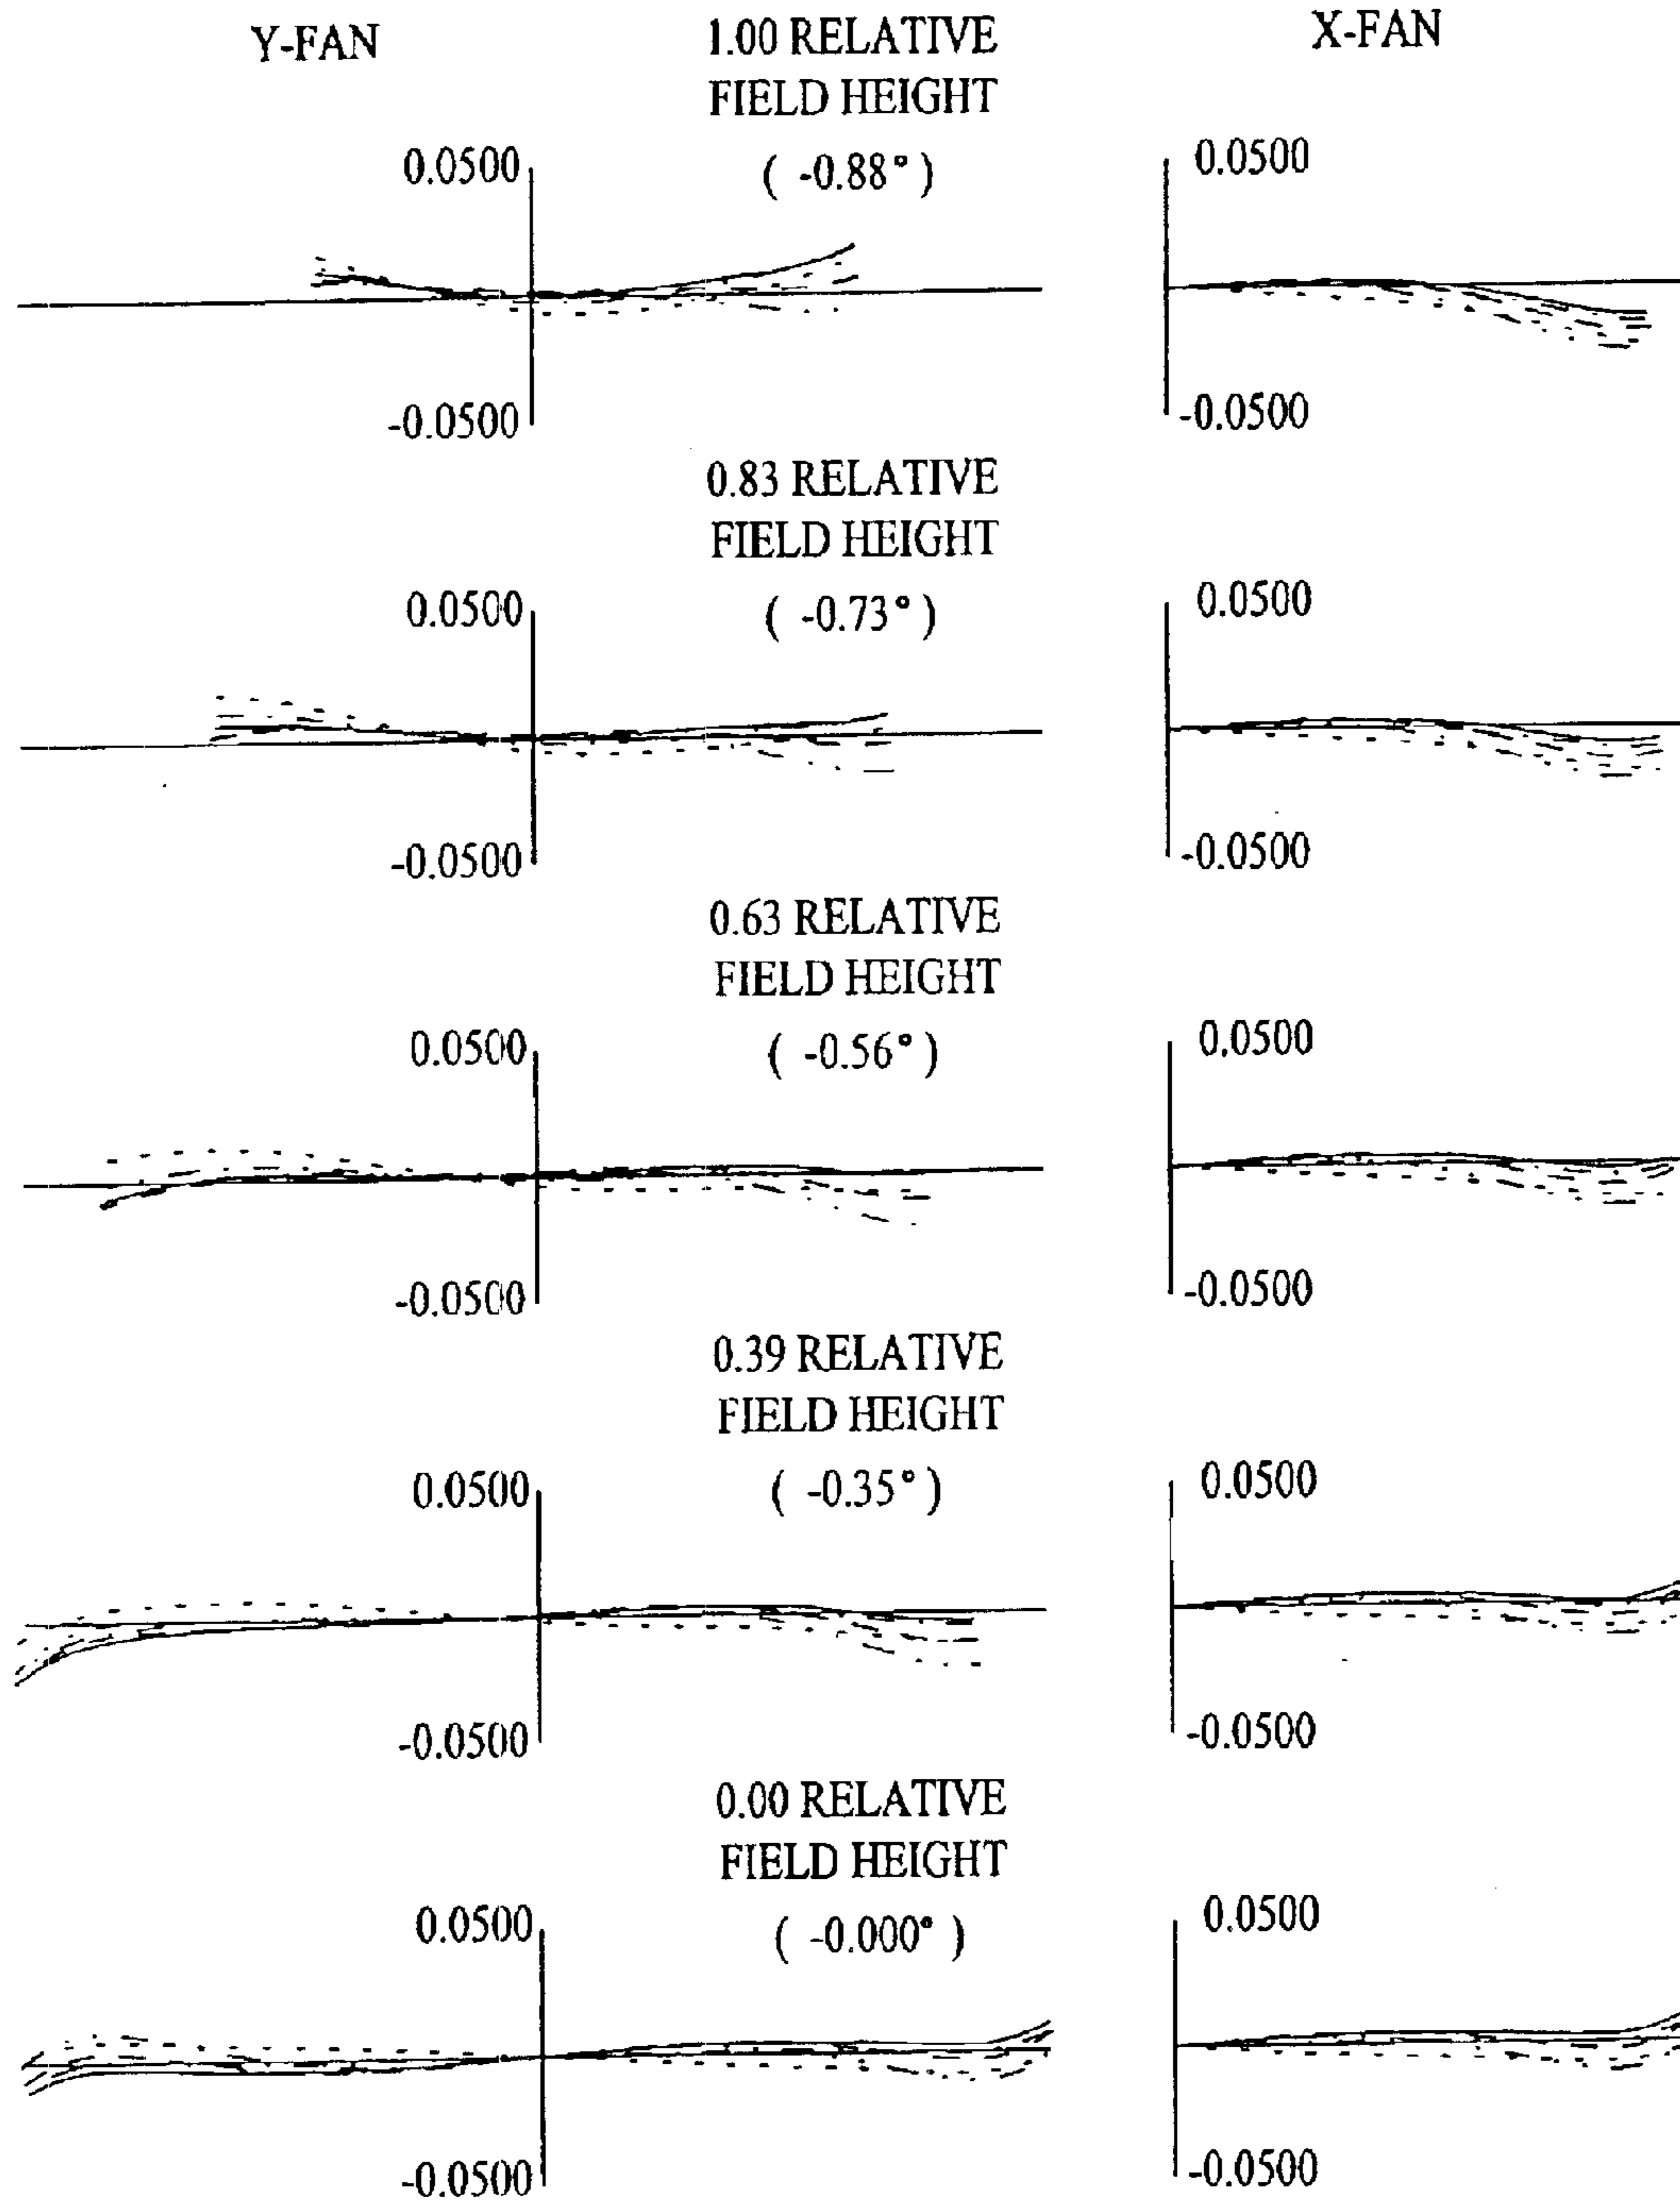 Y-FAN
1.00 RELATIVE
FIELD HEIGHT
( -0.88° )
X-FAN
0.0500
-0.0500
0.0500
-0.0500
0.83 RELATIVE
FIELD HEIGHT
( -0.73° )
0.0500
-0.0500
0.0500
-0.0500
0.63 RELATIVE
FIELD HEIGHT
( -0.56° )
0.0500
-0.0500
0.0500
-0.0500
0.39 RELATIVE
FIELD HEIGHT
( -0.35° )
0.0500
-0.0500
0.0500
-0.0500
0.00 RELATIVE
FIELD HEIGHT
( -0.000° )
0.0500
-0.0500
0.0500
-0.0500